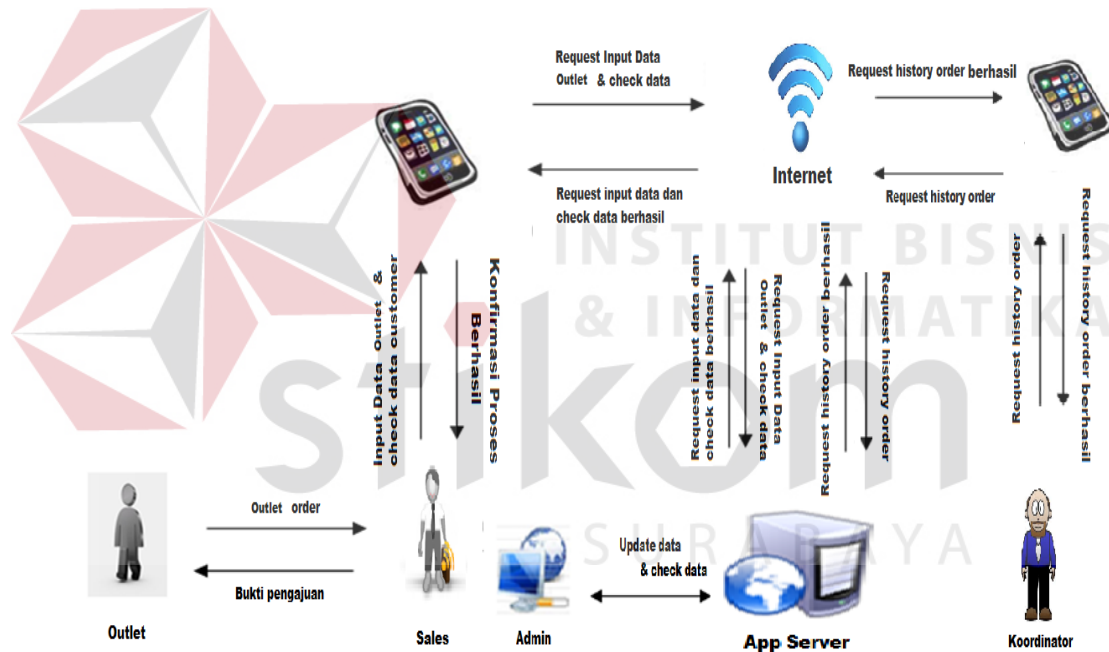 Request Input Data
Outlet & check data
Request history order berhasil
Internet
Request input data dan
check data berhasil
Request history order
INSTITUT BISNIS
& INFORMATIKA
stikom
SURABAYA
Input Data Outlet &
check data customer
Konfirmasi Proses
Berhasil
Request input data dan
check data berhasil
Request Input Data
Outlet & check data
Request history order berhasil
Request history order
Request history order
Request history order berhasil
Outlet order
Bukti pengajuan
Update data
& check data
Outlet
Sales
Admin
App Server
Koordinator